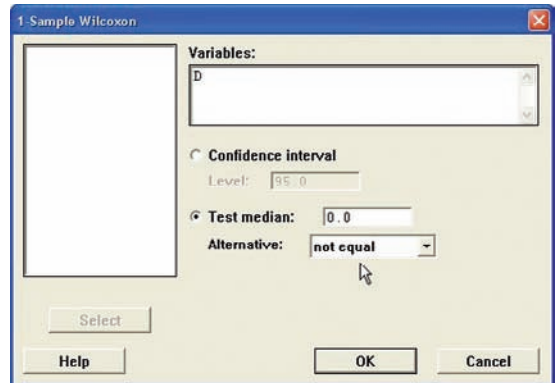 1-Sample Wilcoxon
Variables:
D
Confidence interval
Level: 95.0
Test median: 0.0
Alternative: not equal
Select
Help OK Cancel